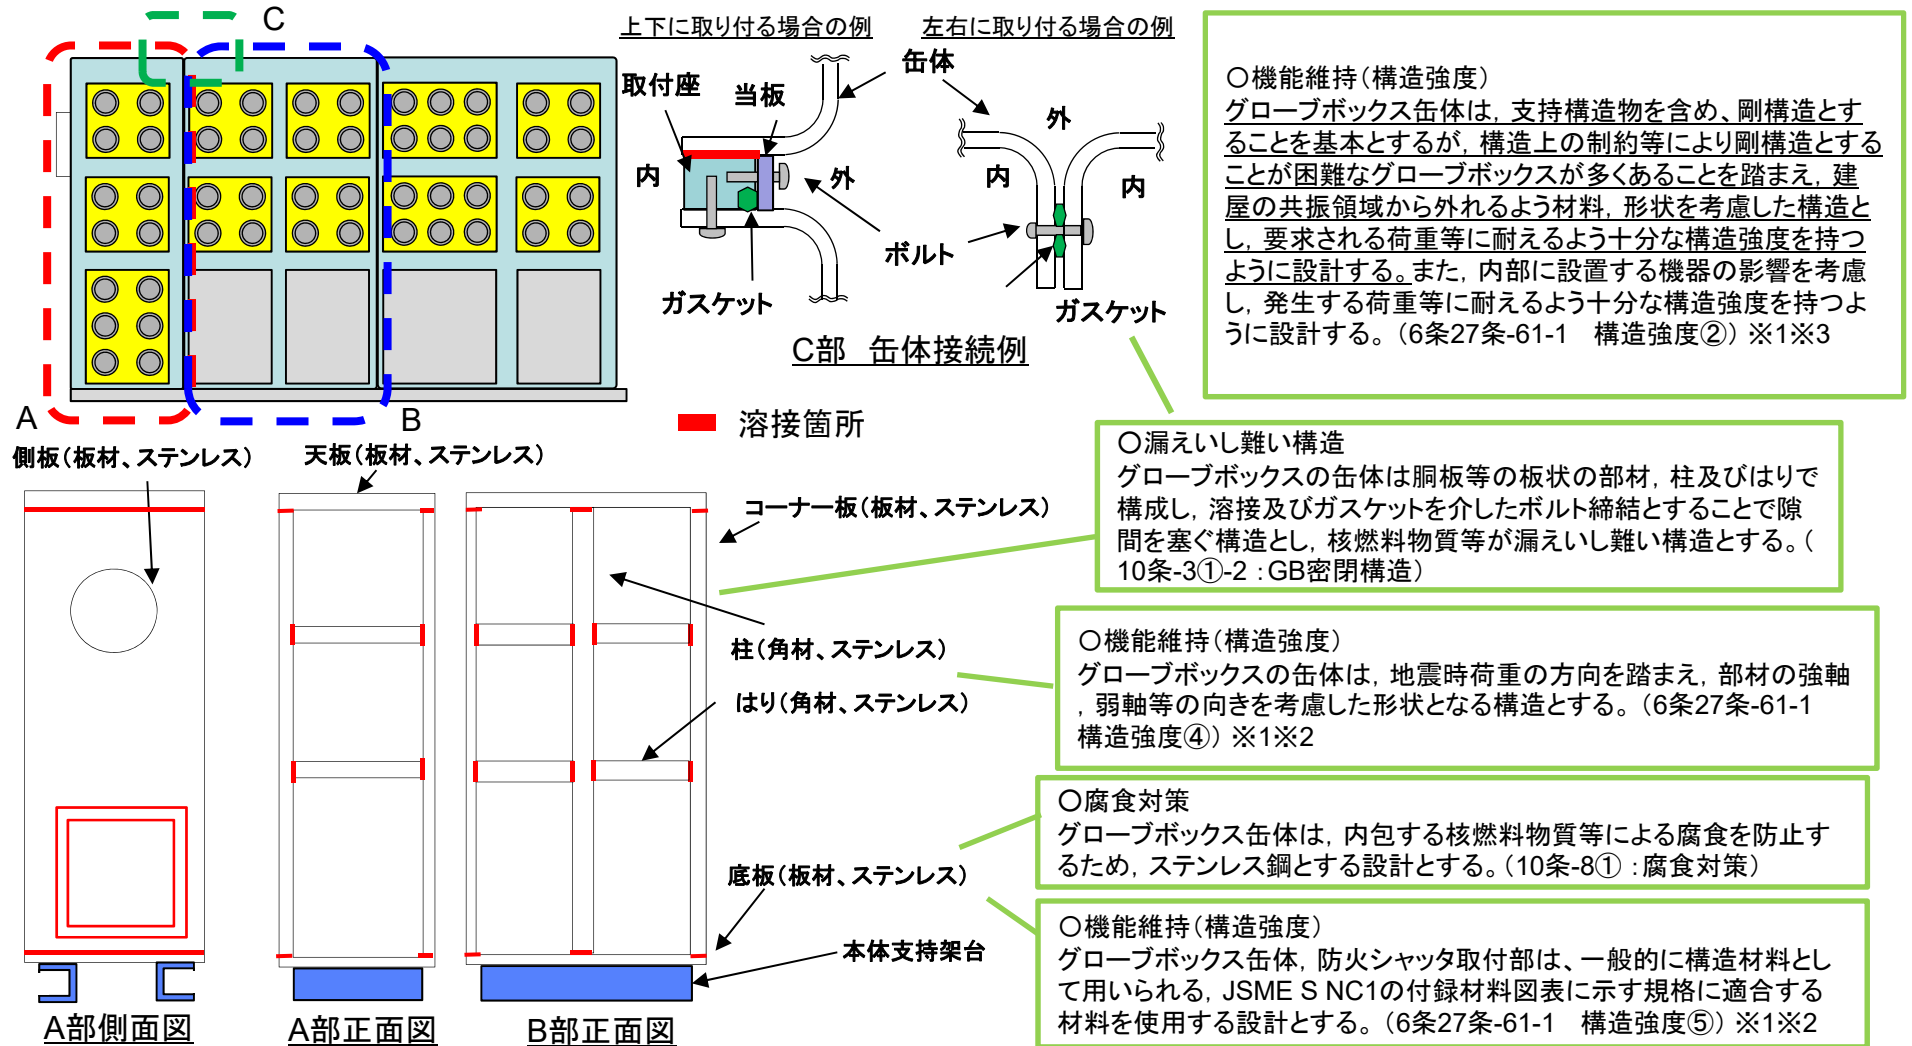 C
A
B
上下に取り付る場合の例
左右に取り付る場合の例
缶体
取付座
当板
外
内
外
内
内
ボルト
ガスケット
ガスケット
C部　缶体接続例
溶接箇所
側板（板材、ステンレス）
天板（板材、ステンレス）
コーナー板（板材、ステンレス）
柱（角材、ステンレス）
はり（角材、ステンレス）
底板（板材、ステンレス）
本体支持架台
A部側面図
A部正面図
B部正面図
○機能維持（構造強度）
グローブボックス缶体は，支持構造物を含め、剛構造とす
ることを基本とするが，構造上の制約等により剛構造とする
ことが困難なグローブボックスが多くあることを踏まえ，建
屋の共振領域から外れるよう材料，形状を考慮した構造と
し，要求される荷重等に耐えるよう十分な構造強度を持つ
ように設計する。また，内部に設置する機器の影響を考慮
し，発生する荷重等に耐えるよう十分な構造強度を持つよ
うに設計する。（6条27条-61-1　構造強度②）※1※3
○漏えいし難い構造
グローブボックスの缶体は胴板等の板状の部材，柱及びはりで
構成し，溶接及びガスケットを介したボルト締結とすることで隙
間を塞ぐ構造とし，核燃料物質等が漏えいし難い構造とする。（
10条-3①-2：GB密閉構造）
○機能維持（構造強度）
グローブボックスの缶体は，地震時荷重の方向を踏まえ，部材の強軸
，弱軸等の向きを考慮した形状となる構造とする。（6条27条-61-1
構造強度④）※1※2
○腐食対策
グローブボックス缶体は，内包する核燃料物質等による腐食を防止す
るため，ステンレス鋼とする設計とする。（10条-8①：腐食対策）
○機能維持（構造強度）
グローブボックス缶体，防火シャッタ取付部は、一般的に構造材料とし
て用いられる，JSME S NC1の付録材料図表に示す規格に適合する
材料を使用する設計とする。（6条27条-61-1　構造強度⑤）※1※2